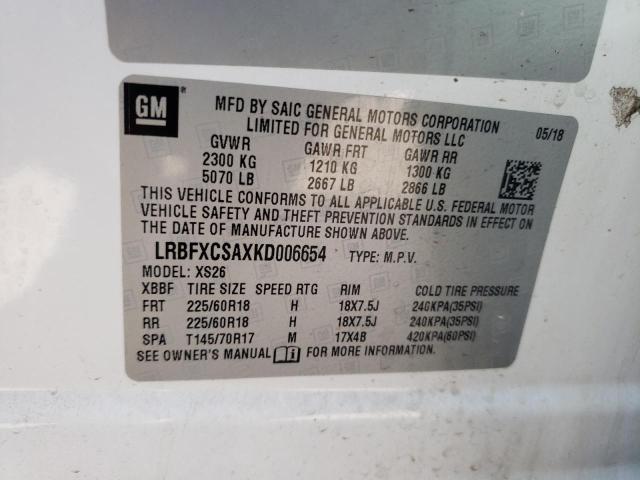 GM ®
MFD BY SAIC GENERAL MOTORS CORPORATION
LIMITED FOR GENERAL MOTORS LLC
05/18
GVWR GAWR FRT GAWR RR
2300 KG 1210 KG 1300 KG
5070 LB 2667 LB 2866 LB
THIS VEHICLE CONFORMS TO ALL APPLICABLE U.S. FEDERAL MOTOR
VEHICLE SAFETY AND THEFT PREVENTION STANDARDS IN EFFECT ON
THE DATE OF MANUFACTURE SHOWN ABOVE.
LRBFXCSAXKD006654 TYPE: M.P.V.
MODEL: XS26
XBBF TIRE SIZE SPEED RTG RIM COLD TIRE PRESSURE
FRT 225/60R18 H 18X7.5J 240KPA(35PSI)
RR 225/60R18 H 18X7.5J 240KPA(35PSI)
SPA T145/70R17 M 17X4B 420KPA(60PSI)
SEE OWNER'S MANUAL FOR MORE INFORMATION.